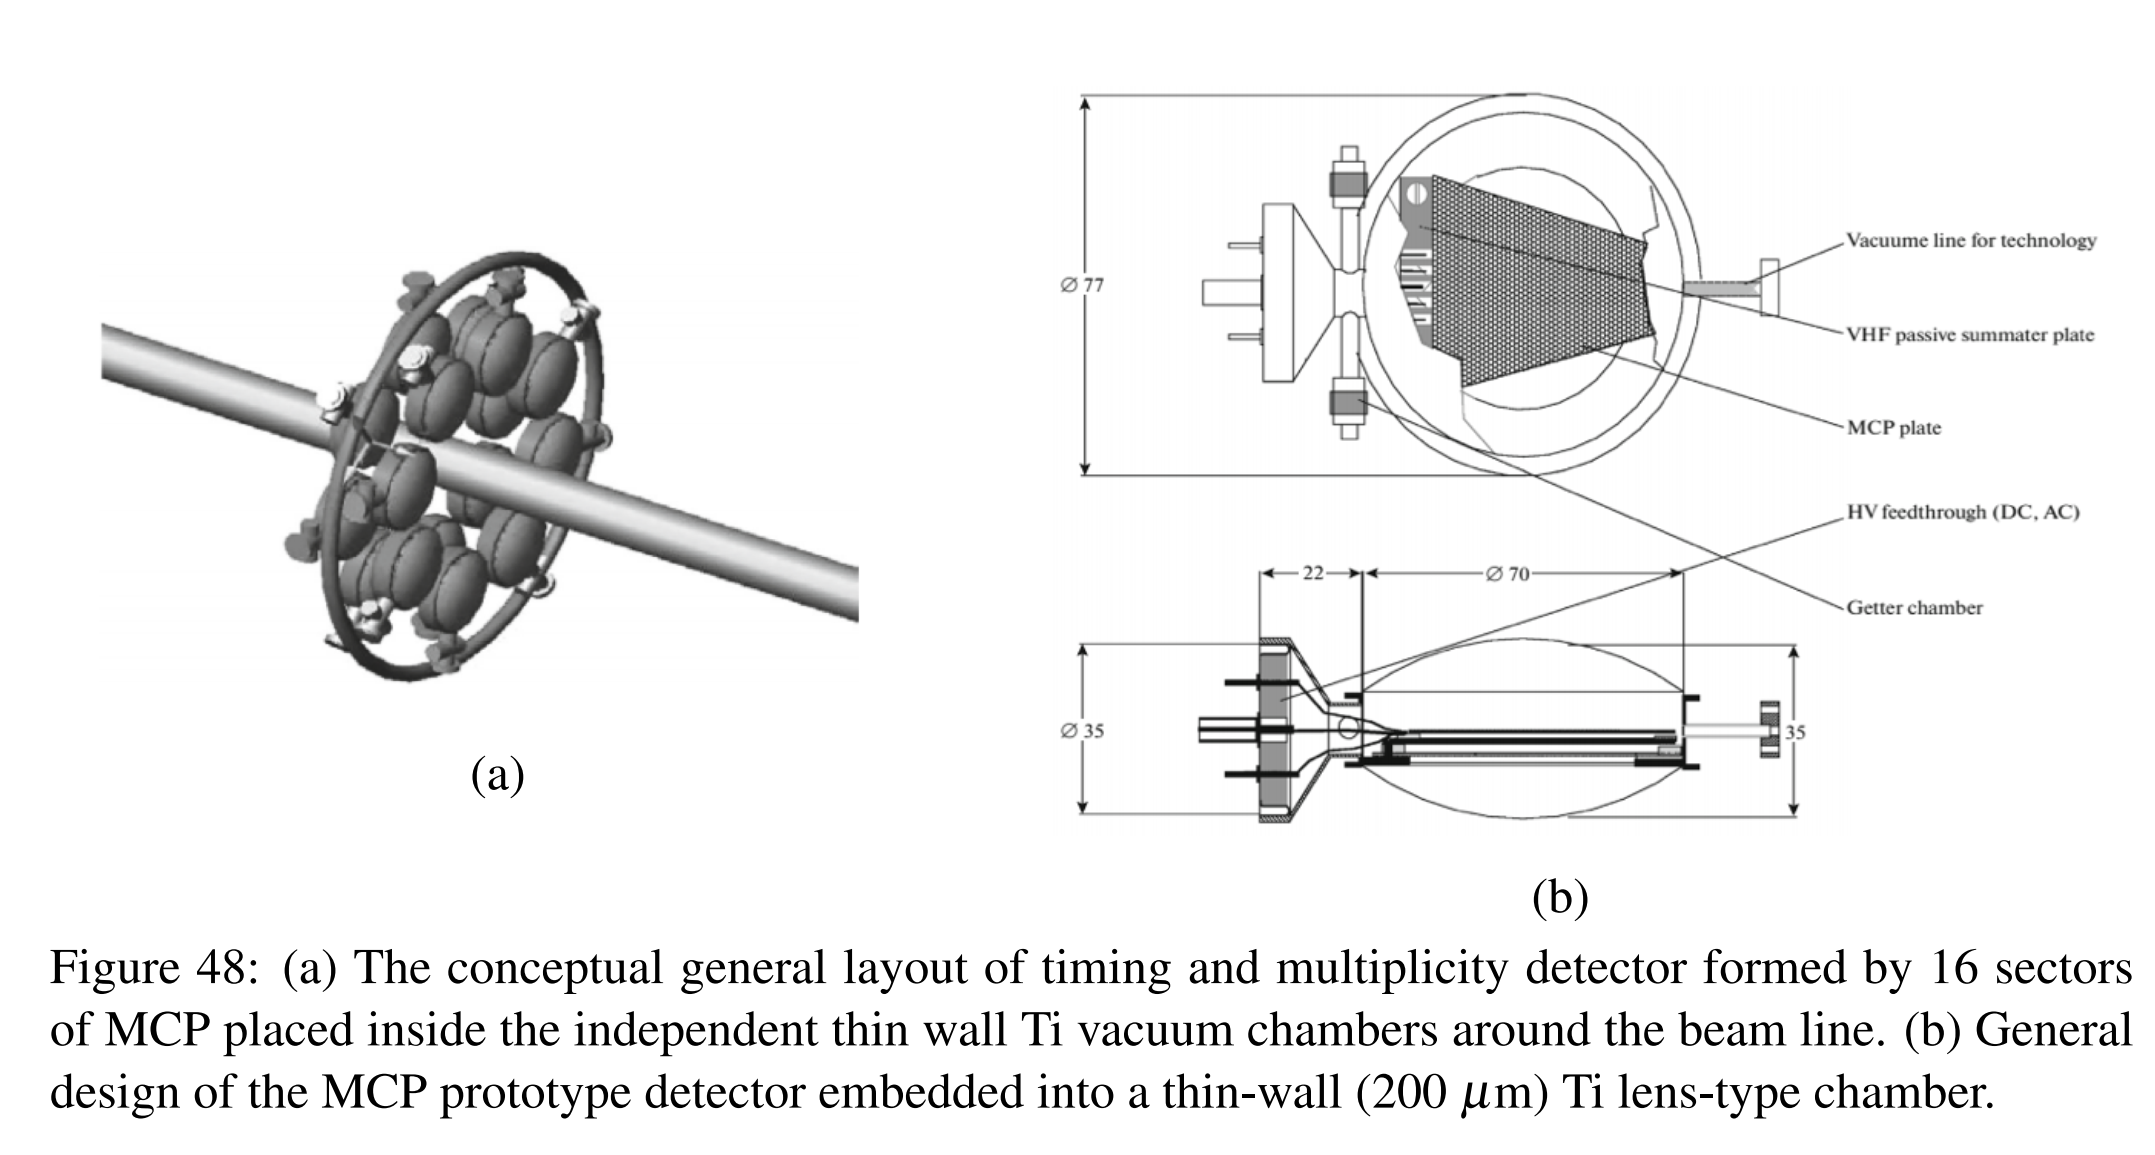 Ø 77
Vacuume line for technology
VHF passive summater plate
MCP plate
HV feedthrough (DC, AC)
22
Ø 70
Getter chamber
Ø 35
35
(a)
(b)
Figure 48: (a) The conceptual general layout of timing and multiplicity detector formed by 16 sectors
of MCP placed inside the independent thin wall Ti vacuum chambers around the beam line. (b) General
design of the MCP prototype detector embedded into a thin-wall (200 μm) Ti lens-type chamber.